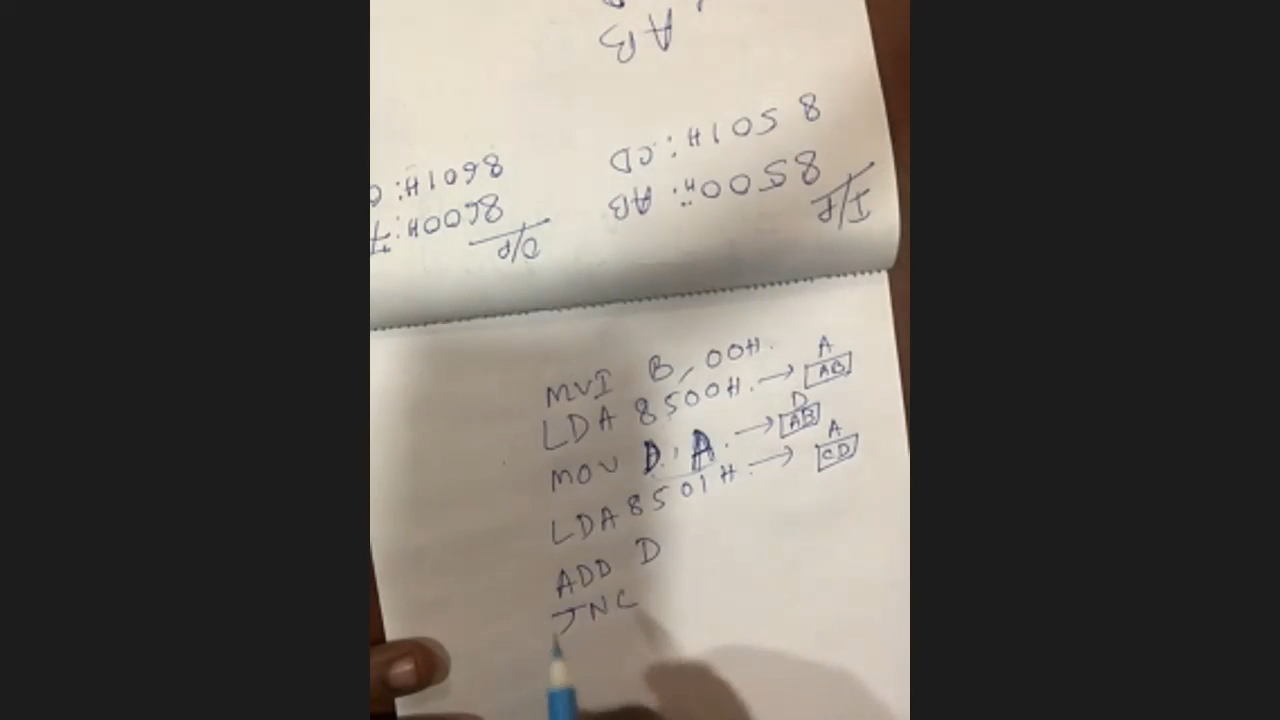 AB
8501H: CD
8601H:
8500H: AB
8600H: 7
I/P
O/P
MVI B, 00H.
LDA 8500H. → A AB
MOV D, A. → D AB
LDA 8501H → A CD
ADD D
JNC